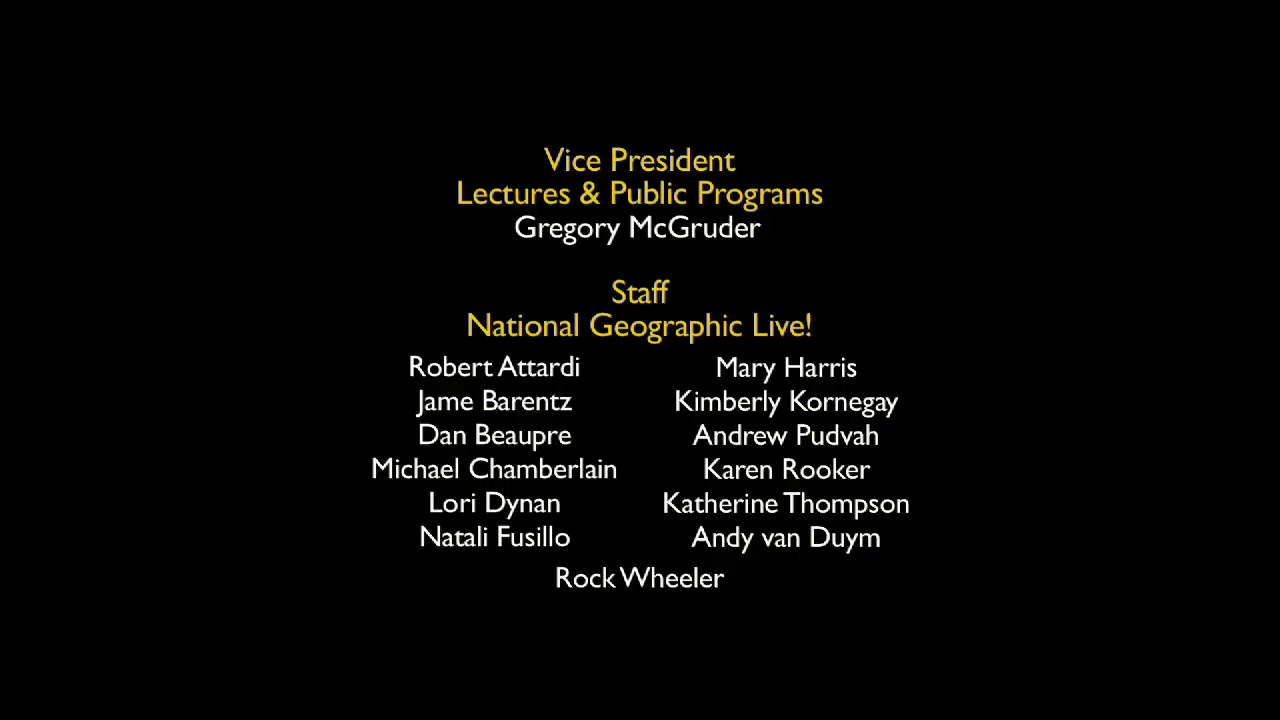 Vice President
Lectures & Public Programs
Gregory McGruder
Staff
National Geographic Live!
Robert Attardi
Mary Harris
Jame Barentz
Kimberly Kornegay
Dan Beaupre
Andrew Pudvah
Michael Chamberlain
Karen Rooker
Lori Dynan
Katherine Thompson
Natali Fusillo
Andy van Duym
Rock Wheeler